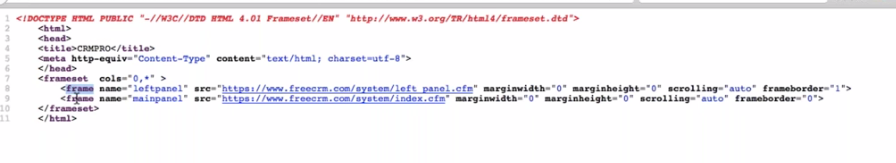 1 <!DOCTYPE HTML PUBLIC "-//W3C//DTD HTML 4.01 Frameset//EN" "http://www.w3.org/TR/html4/frameset.dtd">
2 <html>
3 <head>
4 <title>CRMPRO</title>
5 <meta http-equiv="Content-Type" content="text/html; charset=utf-8">
6 </head>
7 <frameset cols="0,*" >
8 <frame name="leftpanel" src="https://www.freecrm.com/system/left_panel.cfm" marginwidth="0" marginheight="0" scrolling="auto" frameborder="1">
9 <frame name="mainpanel" src="https://www.freecrm.com/system/index.cfm" marginwidth="0" marginheight="0" scrolling="auto" frameborder="0">
10 </frameset>
11 </html>